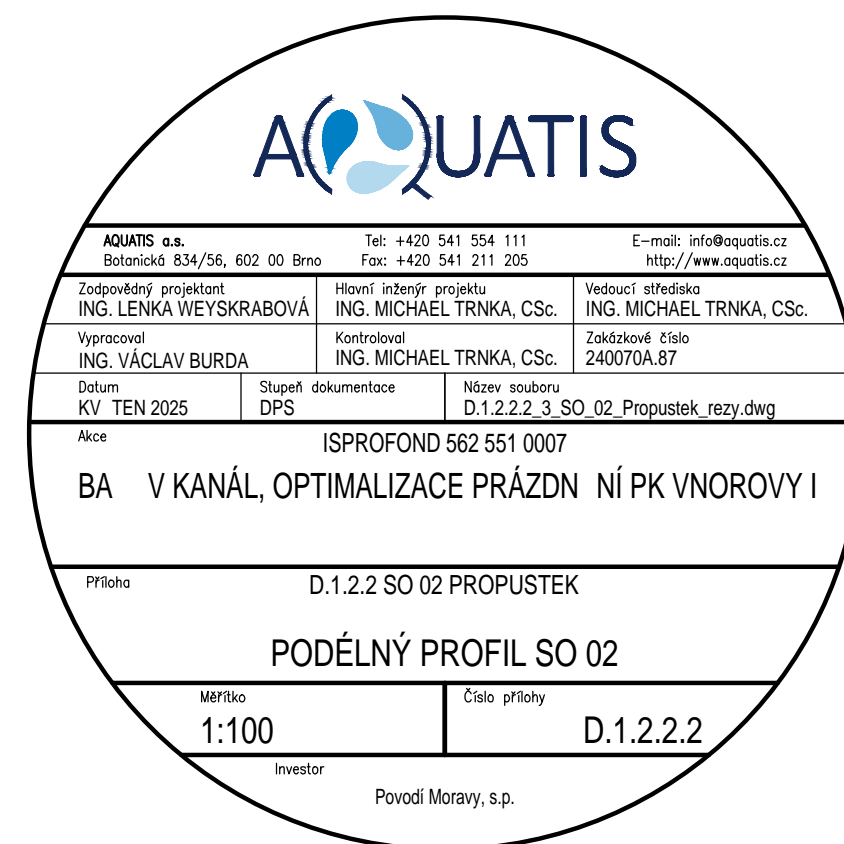 AQUATIS
AQUATIS a.s. Tel: +420 541 554 111 E-mail: info@aquatis.cz
Botanická 834/56, 602 00 Brno Fax: +420 541 211 205 http://www.aquatis.cz
Zodpovědný projektant Hlavní inženýr projektu Vedoucí střediska
ING. LENKA WEYSKRABOVÁ ING. MICHAEL TRNKA, CSc. ING. MICHAEL TRNKA, CSc.
Vypracoval Kontroloval Zakázkové číslo
ING. VÁCLAV BURDA ING. MICHAEL TRNKA, CSc. 240070A.87
Datum Stupeň dokumentace Název souboru
KV TEN 2025 DPS D.1.2.2.2_3_SO_02_Propustek_rezy.dwg
Akce ISPROFOND 562 551 0007
BA V KANÁL, OPTIMALIZACE PRÁZDN NÍ PK VNOROVY I
Příloha D.1.2.2 SO 02 PROPUSTEK
PODÉLNÝ PROFIL SO 02
Měřítko Číslo přílohy
1:100 D.1.2.2.2
Investor
Povodí Moravy, s.p.